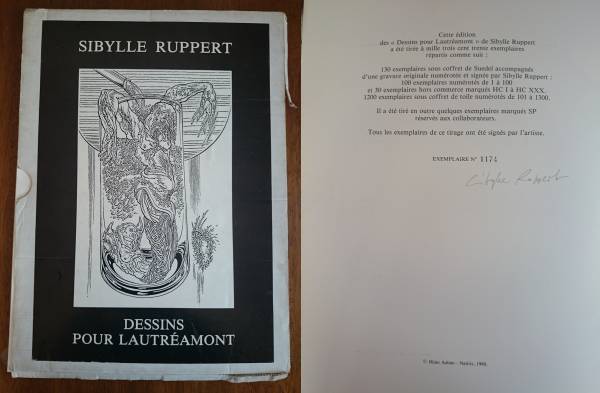 SIBYLLE RUPPERT
DESSINS
POUR LAUTRÉAMONT
Cette édition
des « Dessins pour Lautréamont » de Sibylle Ruppert
a été tirée à mille trois cent trente exemplaires
répartis comme suit :
130 exemplaires sous coffret de Suedel accompagnés
d'une gravure originale numérotée et signée par Sibylle Ruppert :
100 exemplaires numérotés de 1 à 100
et 30 exemplaires hors commerce marqués HC I à HC XXX.
1200 exemplaires sous coffret de toile numérotés de 101 à 1300.
Il a été tiré en outre quelques exemplaires marqués SP
réservés aux collaborateurs.
Tous les exemplaires de ce tirage ont été signés par l'artiste.
EXEMPLAIRE N° 1174
Sibylle Ruppert
Nantes, 1980.